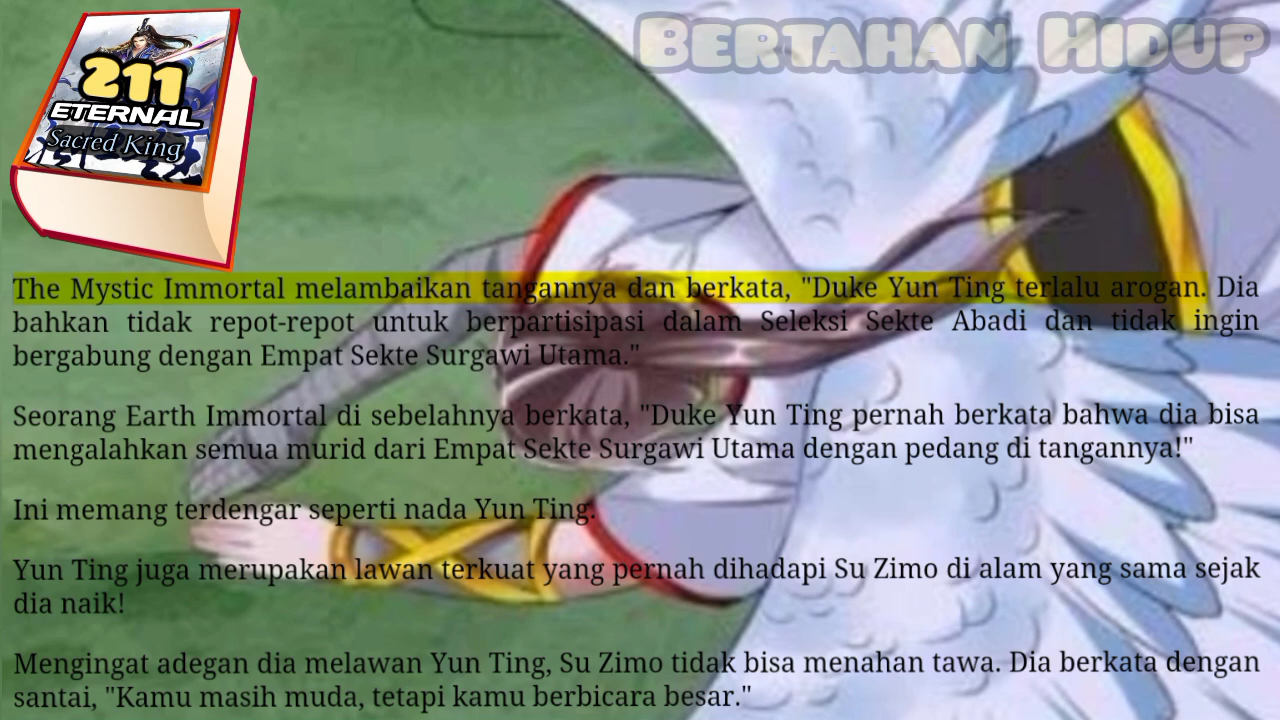 BERTAHAN HIDUP
211
ETERNAL
Sacred King
The Mystic Immortal melambaikan tangannya dan berkata, "Duke Yun Ting terlalu arogan. Dia
bahkan tidak repot-repot untuk berpartisipasi dalam Seleksi Sekte Abadi dan tidak ingin
bergabung dengan Empat Sekte Surgawi Utama."
Seorang Earth Immortal di sebelahnya berkata, "Duke Yun Ting pernah berkata bahwa dia bisa
mengalahkan semua murid dari Empat Sekte Surgawi Utama dengan pedang di tangannya!"
Ini memang terdengar seperti nada Yun Ting.
Yun Ting juga merupakan lawan terkuat yang pernah dihadapi Su Zimo di alam yang sama sejak
dia naik!
Mengingat adegan dia melawan Yun Ting, Su Zimo tidak bisa menahan tawa. Dia berkata dengan
santai, "Kamu masih muda, tetapi kamu berbicara besar."